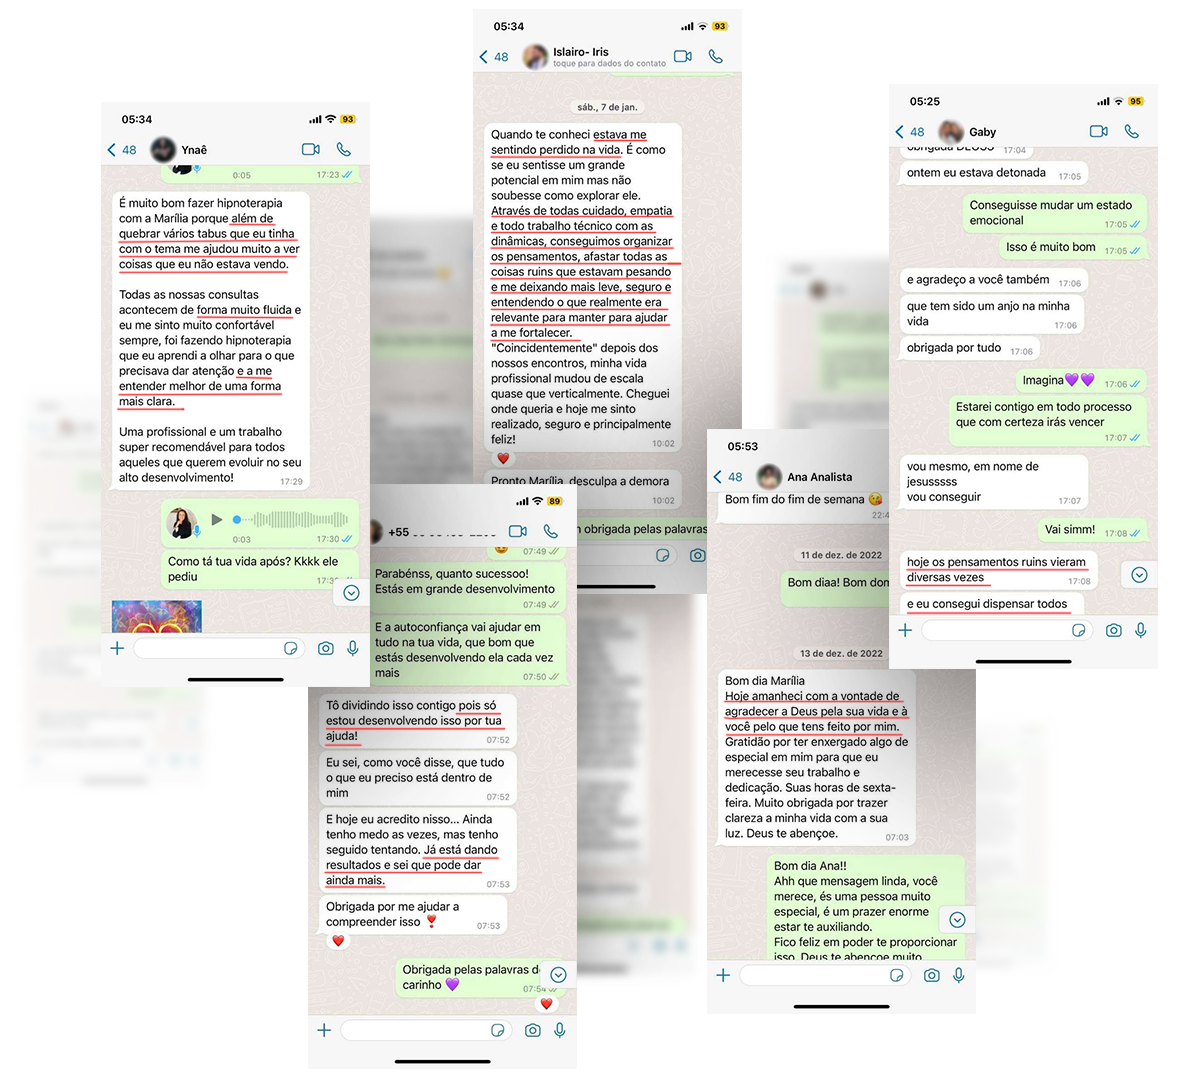 05:34
93
48
Ynaê
0:05
17:23
É muito bom fazer hipnoterapia
com a Marília porque além de
quebrar vários tabus que eu tinha
com o tema me ajudou muito a ver
coisas que eu não estava vendo.
Todas as nossas consultas
acontecem de forma muito fluida e
eu me sinto muito confortável
sempre, foi fazendo hipnoterapia
que eu aprendi a olhar para o que
precisava dar atenção e a me
entender melhor de uma forma
mais clara.
Uma profissional e um trabalho
super recomendável para todos
aqueles que querem evoluir no seu
alto desenvolvimento!
17:29
0:03
17:30
Como tá tua vida após? Kkkk ele
pediu
05:34
93
48
Islairo- Iris
toque para dados do contato
sáb., 7 de jan.
Quando te conheci estava me
sentindo perdido na vida. É como
se eu sentisse um grande
potencial em mim mas não
soubesse como explorar ele.
Através de todas cuidado, empatia
e todo trabalho técnico com as
dinâmicas, conseguimos organizar
os pensamentos, afastar todas as
coisas ruins que estavam pesando
e me deixando mais leve, seguro e
entendendo o que realmente era
relevante para manter para ajudar
a me fortalecer.
"Coincidentemente" depois dos
nossos encontros, minha vida
profissional mudou de escala
quase que verticalmente. Cheguei
onde queria e hoje me sinto
realizado, seguro e principalmente
feliz!
10:02
Pronto Marília, desculpa a demora
10:02
obrigada pelas palavras
89
+55
07:49
Parabénss, quanto sucessoo!
Estás em grande desenvolvimento
07:49
E a autoconfiança vai ajudar em
tudo na tua vida, que bom que
estás desenvolvendo ela cada vez
mais
07:50
Tô dividindo isso contigo pois só
estou desenvolvendo isso por tua
ajuda!
07:52
Eu sei, como você disse, que tudo
o que eu preciso está dentro de
mim
07:52
E hoje eu acredito nisso... Ainda
tenho medo as vezes, mas tenho
seguido tentando. Já está dando
resultados e sei que pode dar
ainda mais.
07:53
Obrigada por me ajudar a
compreender isso ❣️
07:53
❤️
Obrigada pelas palavras d
carinho 💜
07:54
❤️
05:25
95
48
Gaby
obrigada DEUSS
17:04
ontem eu estava detonada
17:05
Conseguisse mudar um estado
emocional
17:05
Isso é muito bom
17:05
e agradeço a você também
17:06
que tem sido um anjo na minha
vida
17:06
obrigada por tudo
17:06
Imagina💜💜
17:06
Estarei contigo em todo processo
que com certeza irás vencer
17:07
vou mesmo, em nome de
jesusssss
vou conseguir
17:07
Vai simm!
17:08
hoje os pensamentos ruins vieram
diversas vezes
17:08
e eu consegui dispensar todos
05:53
48
Ana Analista
Bom fim do fim de semana 😘
22:4
11 de dez. de 2022
Bom diaa! Bom dom
13 de dez. de 2022
Bom dia Marília
Hoje amanheci com a vontade de
agradecer a Deus pela sua vida e à
você pelo que tens feito por mim.
Gratidão por ter enxergado algo de
especial em mim para que eu
merecesse seu trabalho e
dedicação. Suas horas de sexta-
feira. Muito obrigada por trazer
clareza a minha vida com a sua
luz. Deus te abençoe.
07:03
Bom dia Ana!!
Ahh que mensagem linda, você
merece, és uma pessoa muito
especial, é um prazer enorme
estar te auxiliando.
Fico feliz em poder te proporcionar
isso. Deus te abençoe muito